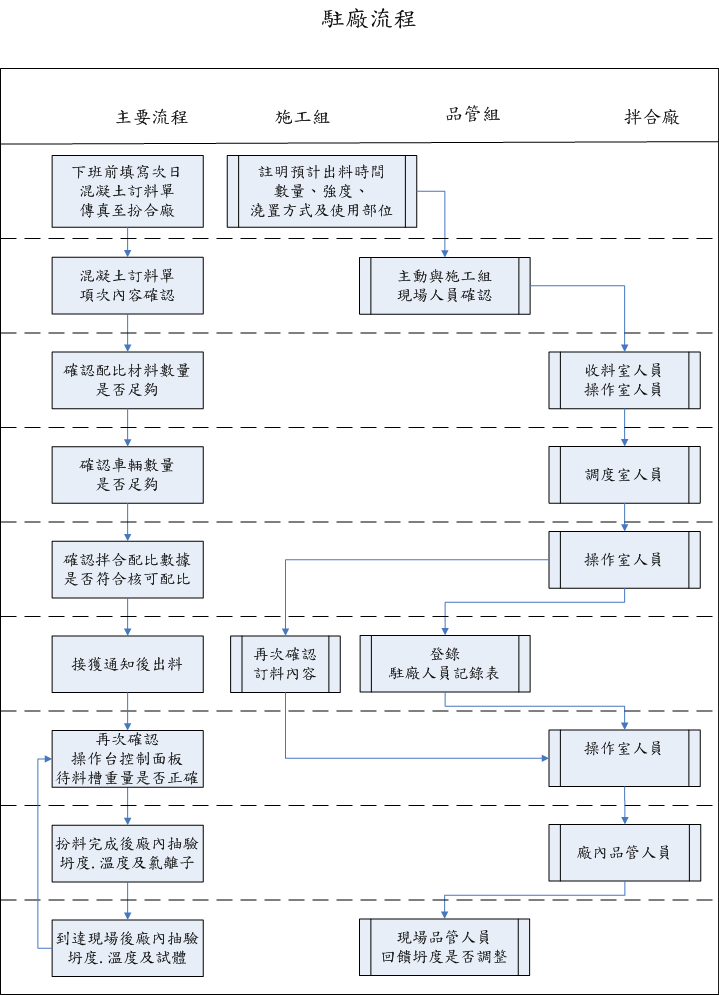 駐廠流程
主要流程
施工組
品管組
拌合廠
下班前填寫次日
混凝土訂料單
傳真至扮合廠
註明預計出料時間
數量、強度、
澆置方式及使用部位
混凝土訂料單
項次內容確認
主動與施工組
現場人員確認
確認配比材料數量
是否足夠
收料室人員
操作室人員
確認車輛數量
是否足夠
調度室人員
確認拌合配比數據
是否符合核可配比
操作室人員
接獲通知後出料
再次確認
訂料內容
登錄
駐廠人員記錄表
再次確認
操作台控制面板
待料槽重量是否正確
操作室人員
扮料完成後廠內抽驗
坍度.溫度及氯離子
廠內品管人員
到達現場後廠內抽驗
坍度.溫度及試體
現場品管人員
回饋坍度是否調整